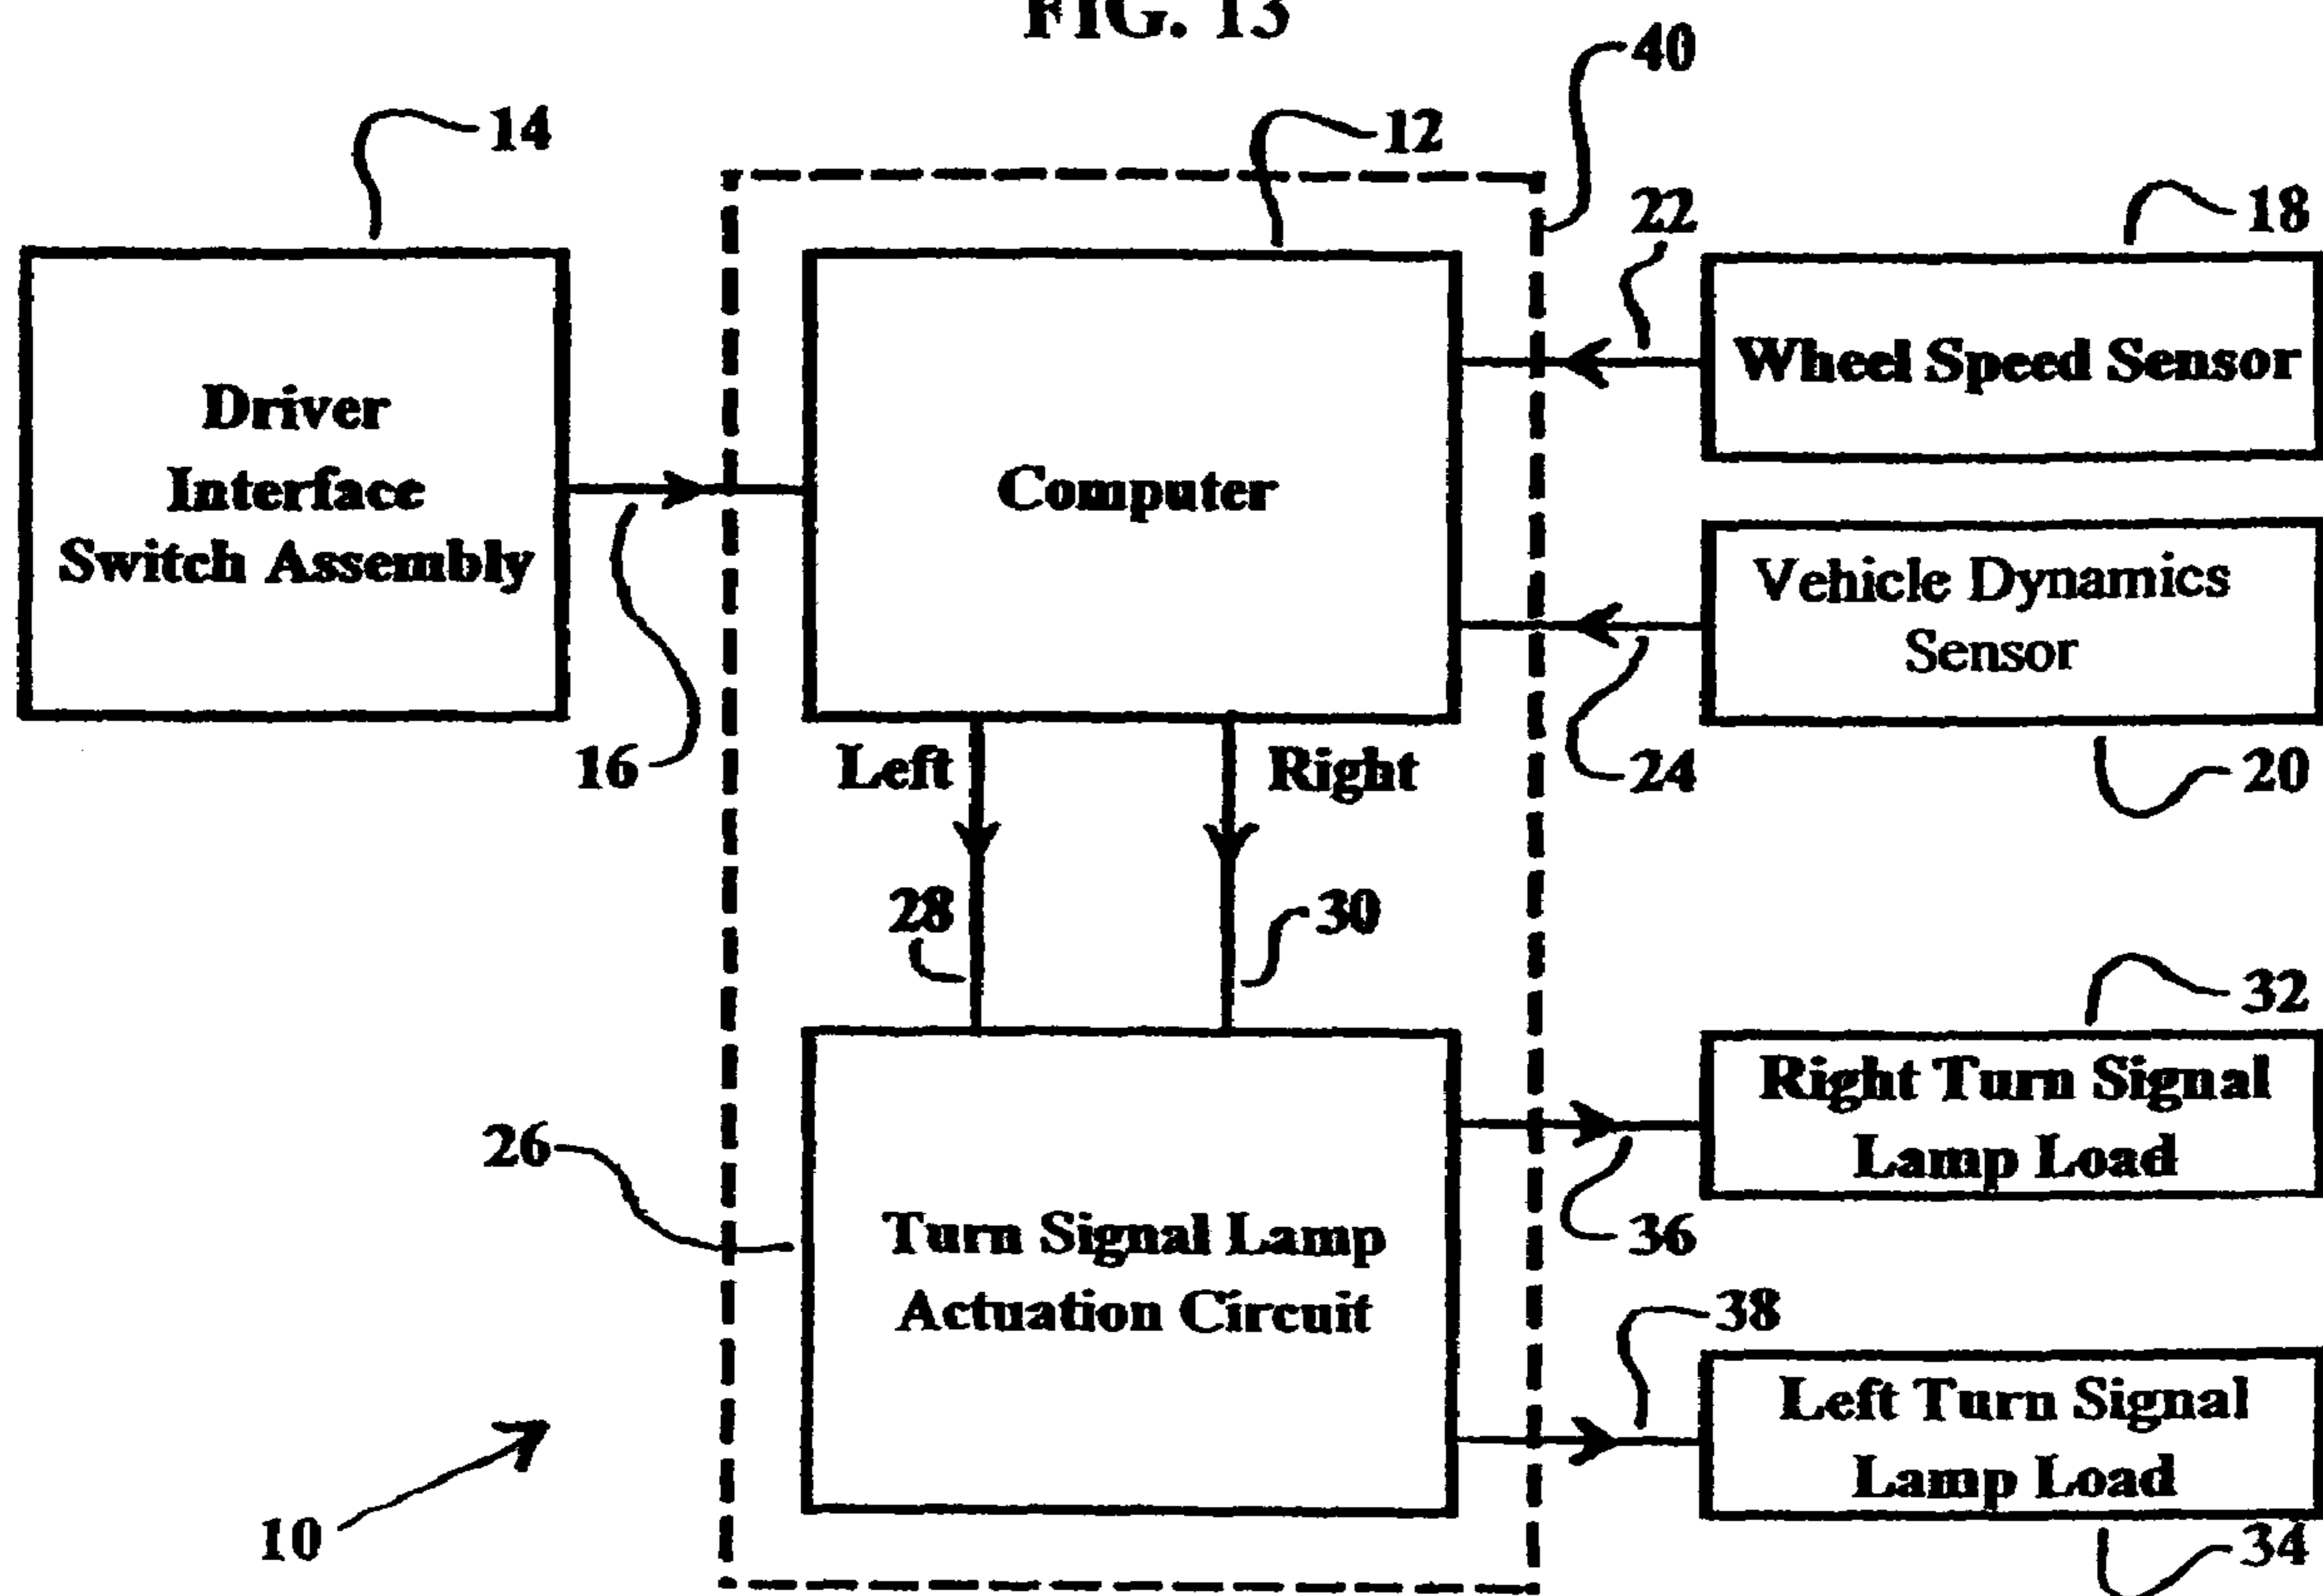 FIG. 13
40
14
12
22
18
Driver
Interface
Switch Assembly
Computer
Wheel Speed Sensor
Vehicle Dynamics
Sensor
16
Left
Right
24
20
28
30
32
26
Turn Signal Lamp
Actuation Circuit
Right Turn Signal
Lamp Load
36
38
Left Turn Signal
Lamp Load
10
34